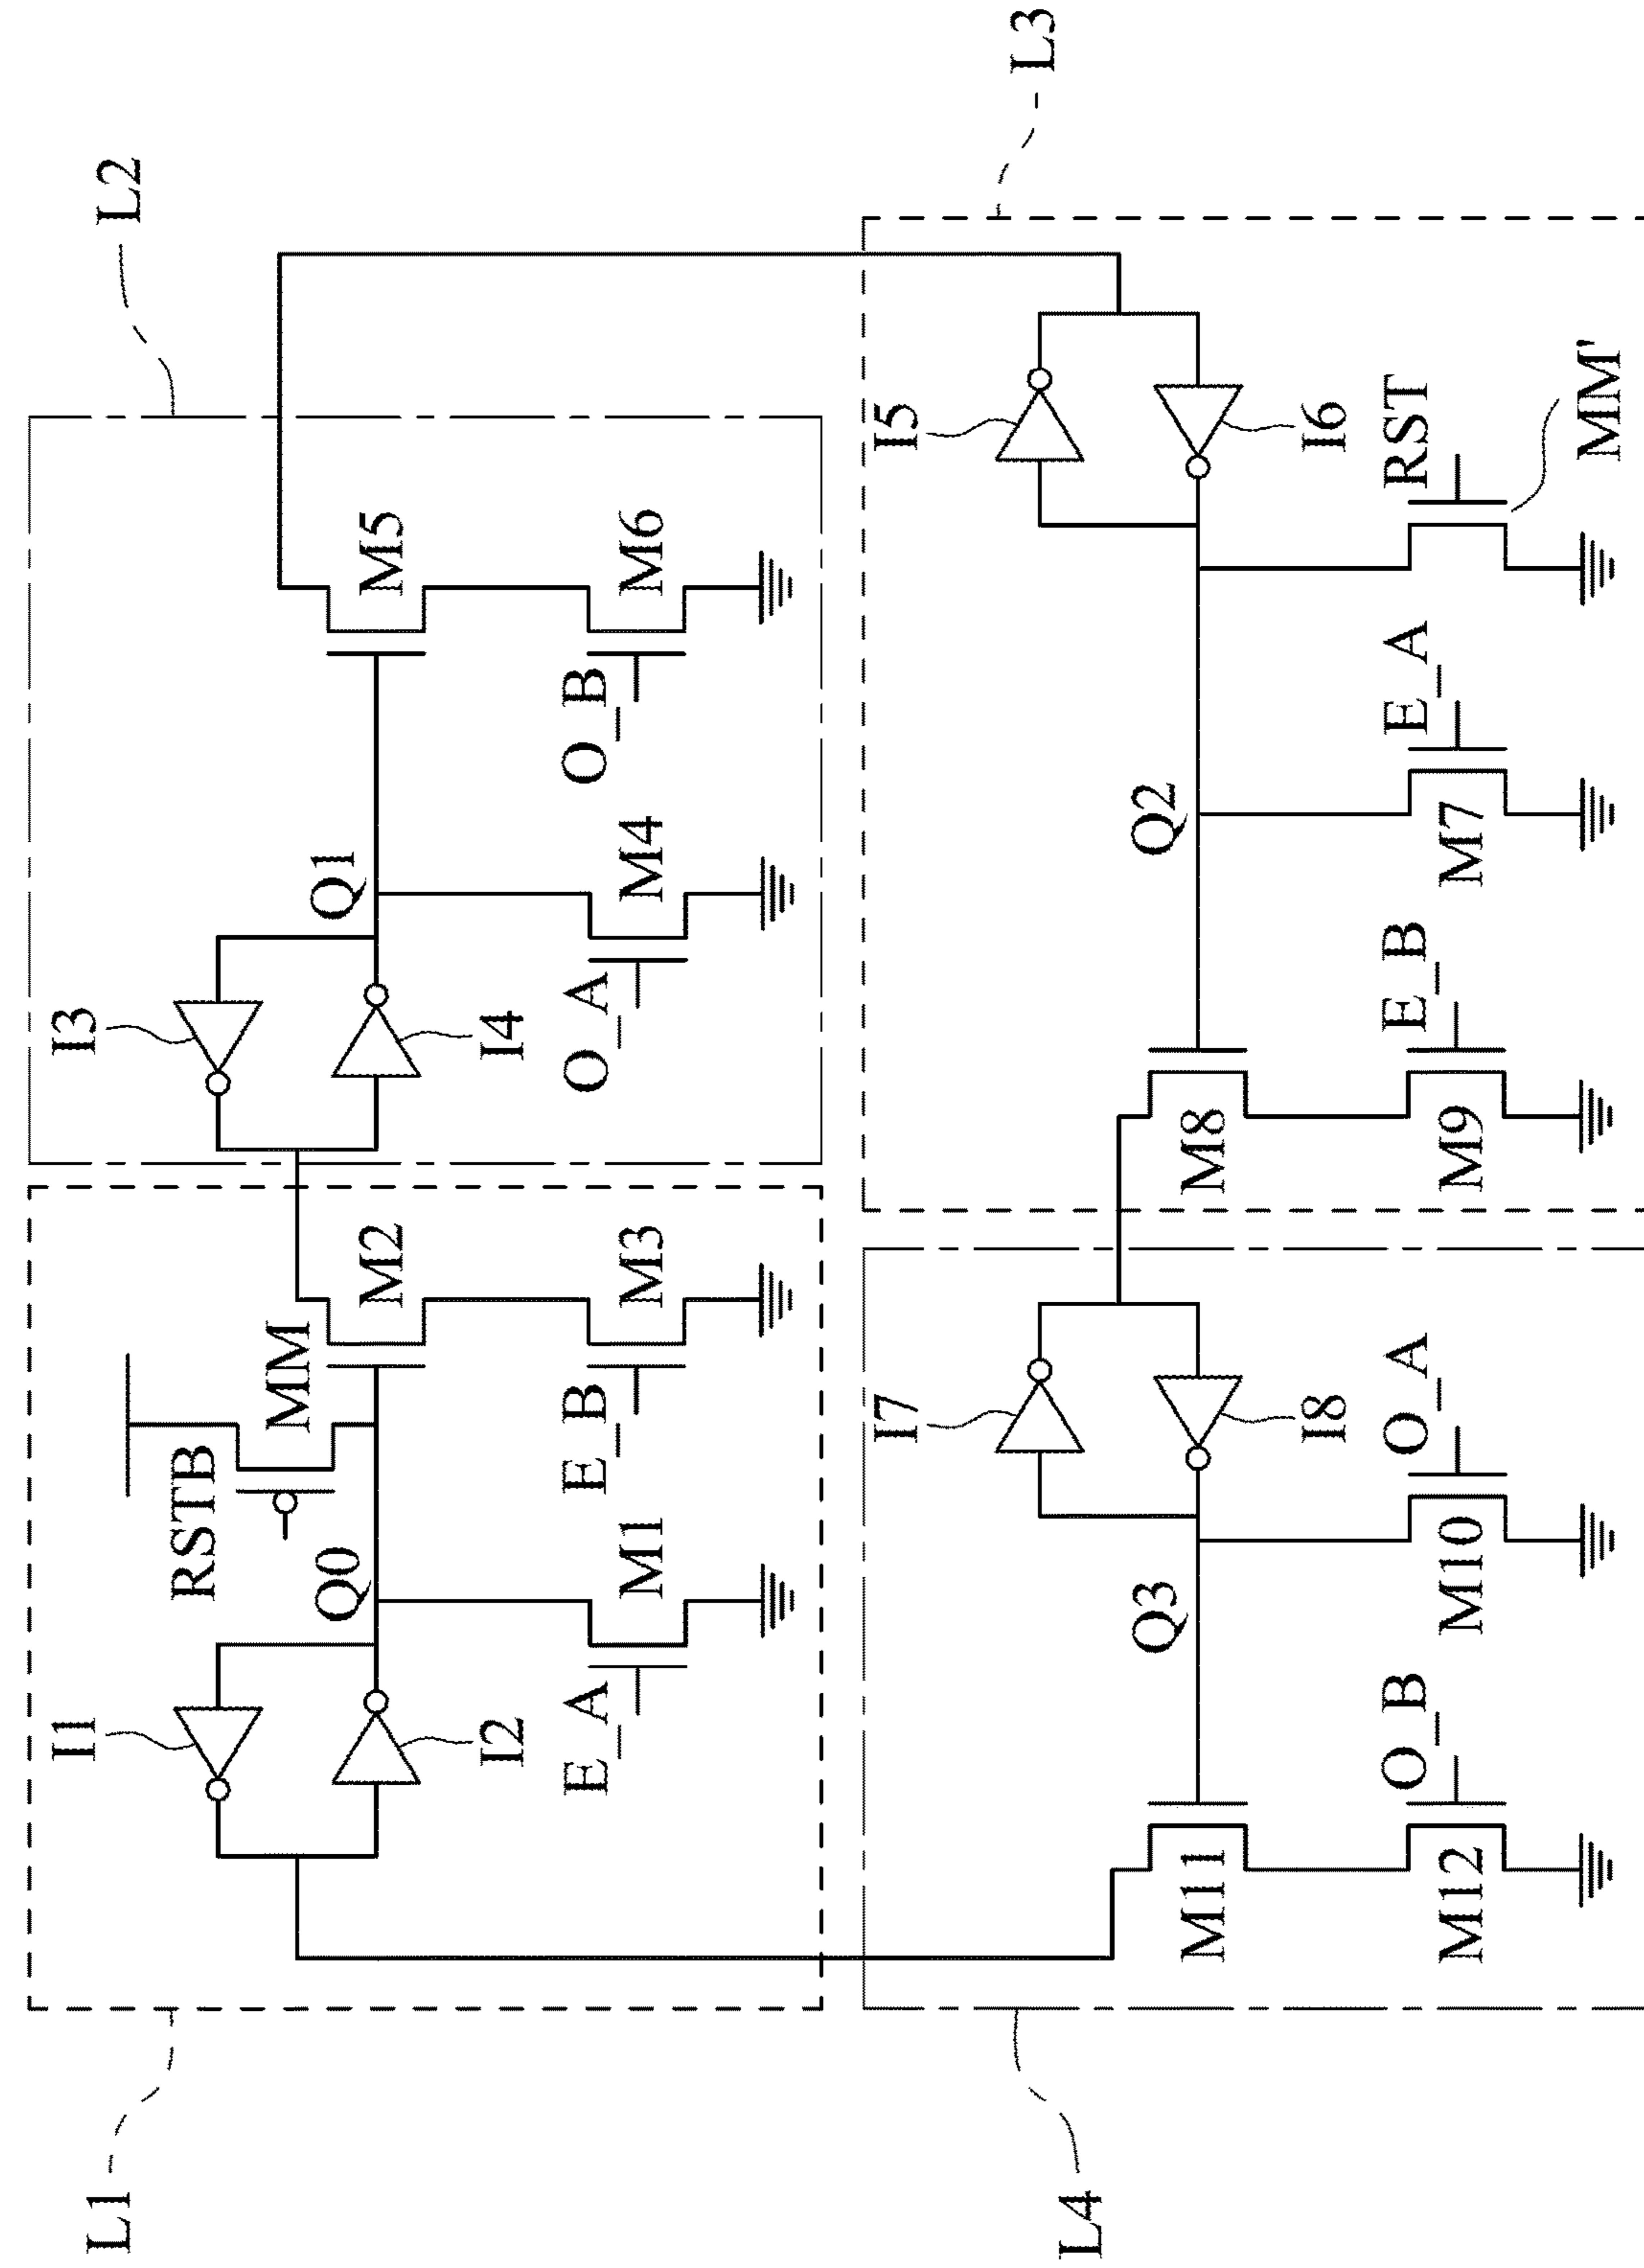 L1
L2
L3
L4
I1
I2
Q0
RSTB
MM
E_A
M1
E_B
M2
M3
I3
I4
Q1
O_A
M4
O_B
M5
M6
M11
M12
O_B
Q3
M10
O_A
I7
I8
M8
M9
E_B
Q2
M7
E_A
I5
I6
RST
MM'